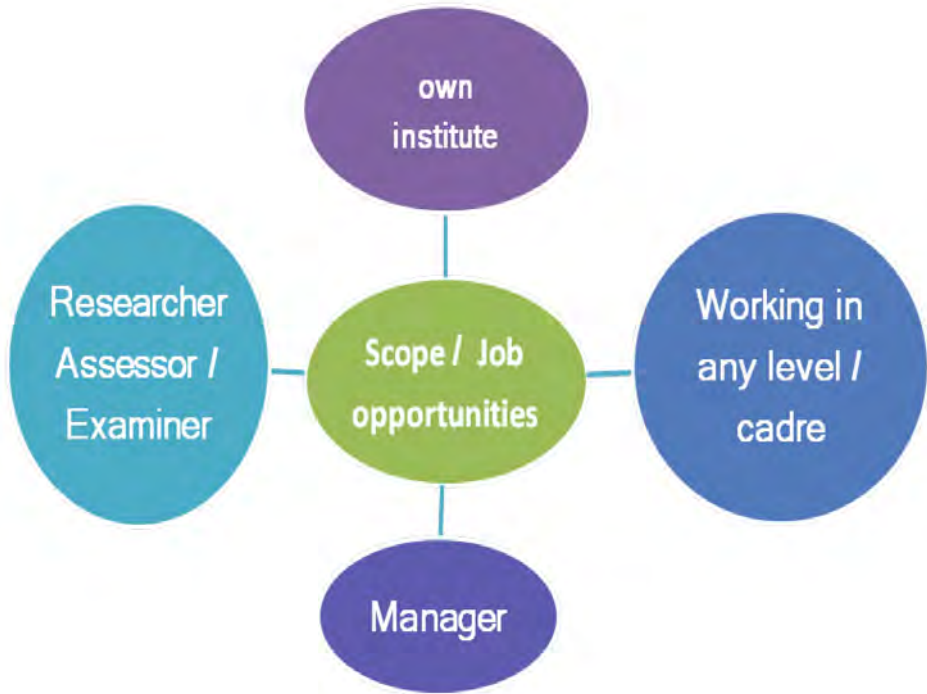 own
institute
Researcher
Assessor /
Examiner
Scope / Job
opportunities
Working in
any level /
cadre
Manager